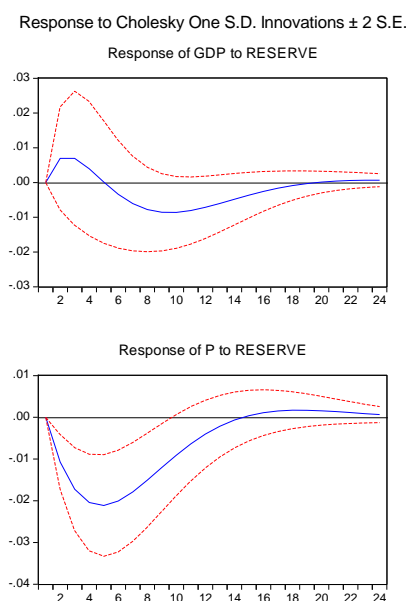 Response to Cholesky One S.D. Innovations ± 2 S.E.
Response of GDP to RESERVE
.03
.02
.01
.00
-.01
-.02
-.03
2 4 6 8 10 12 14 16 18 20 22 24
Response of P to RESERVE
.01
.00
-.01
-.02
-.03
-.04
2 4 6 8 10 12 14 16 18 20 22 24